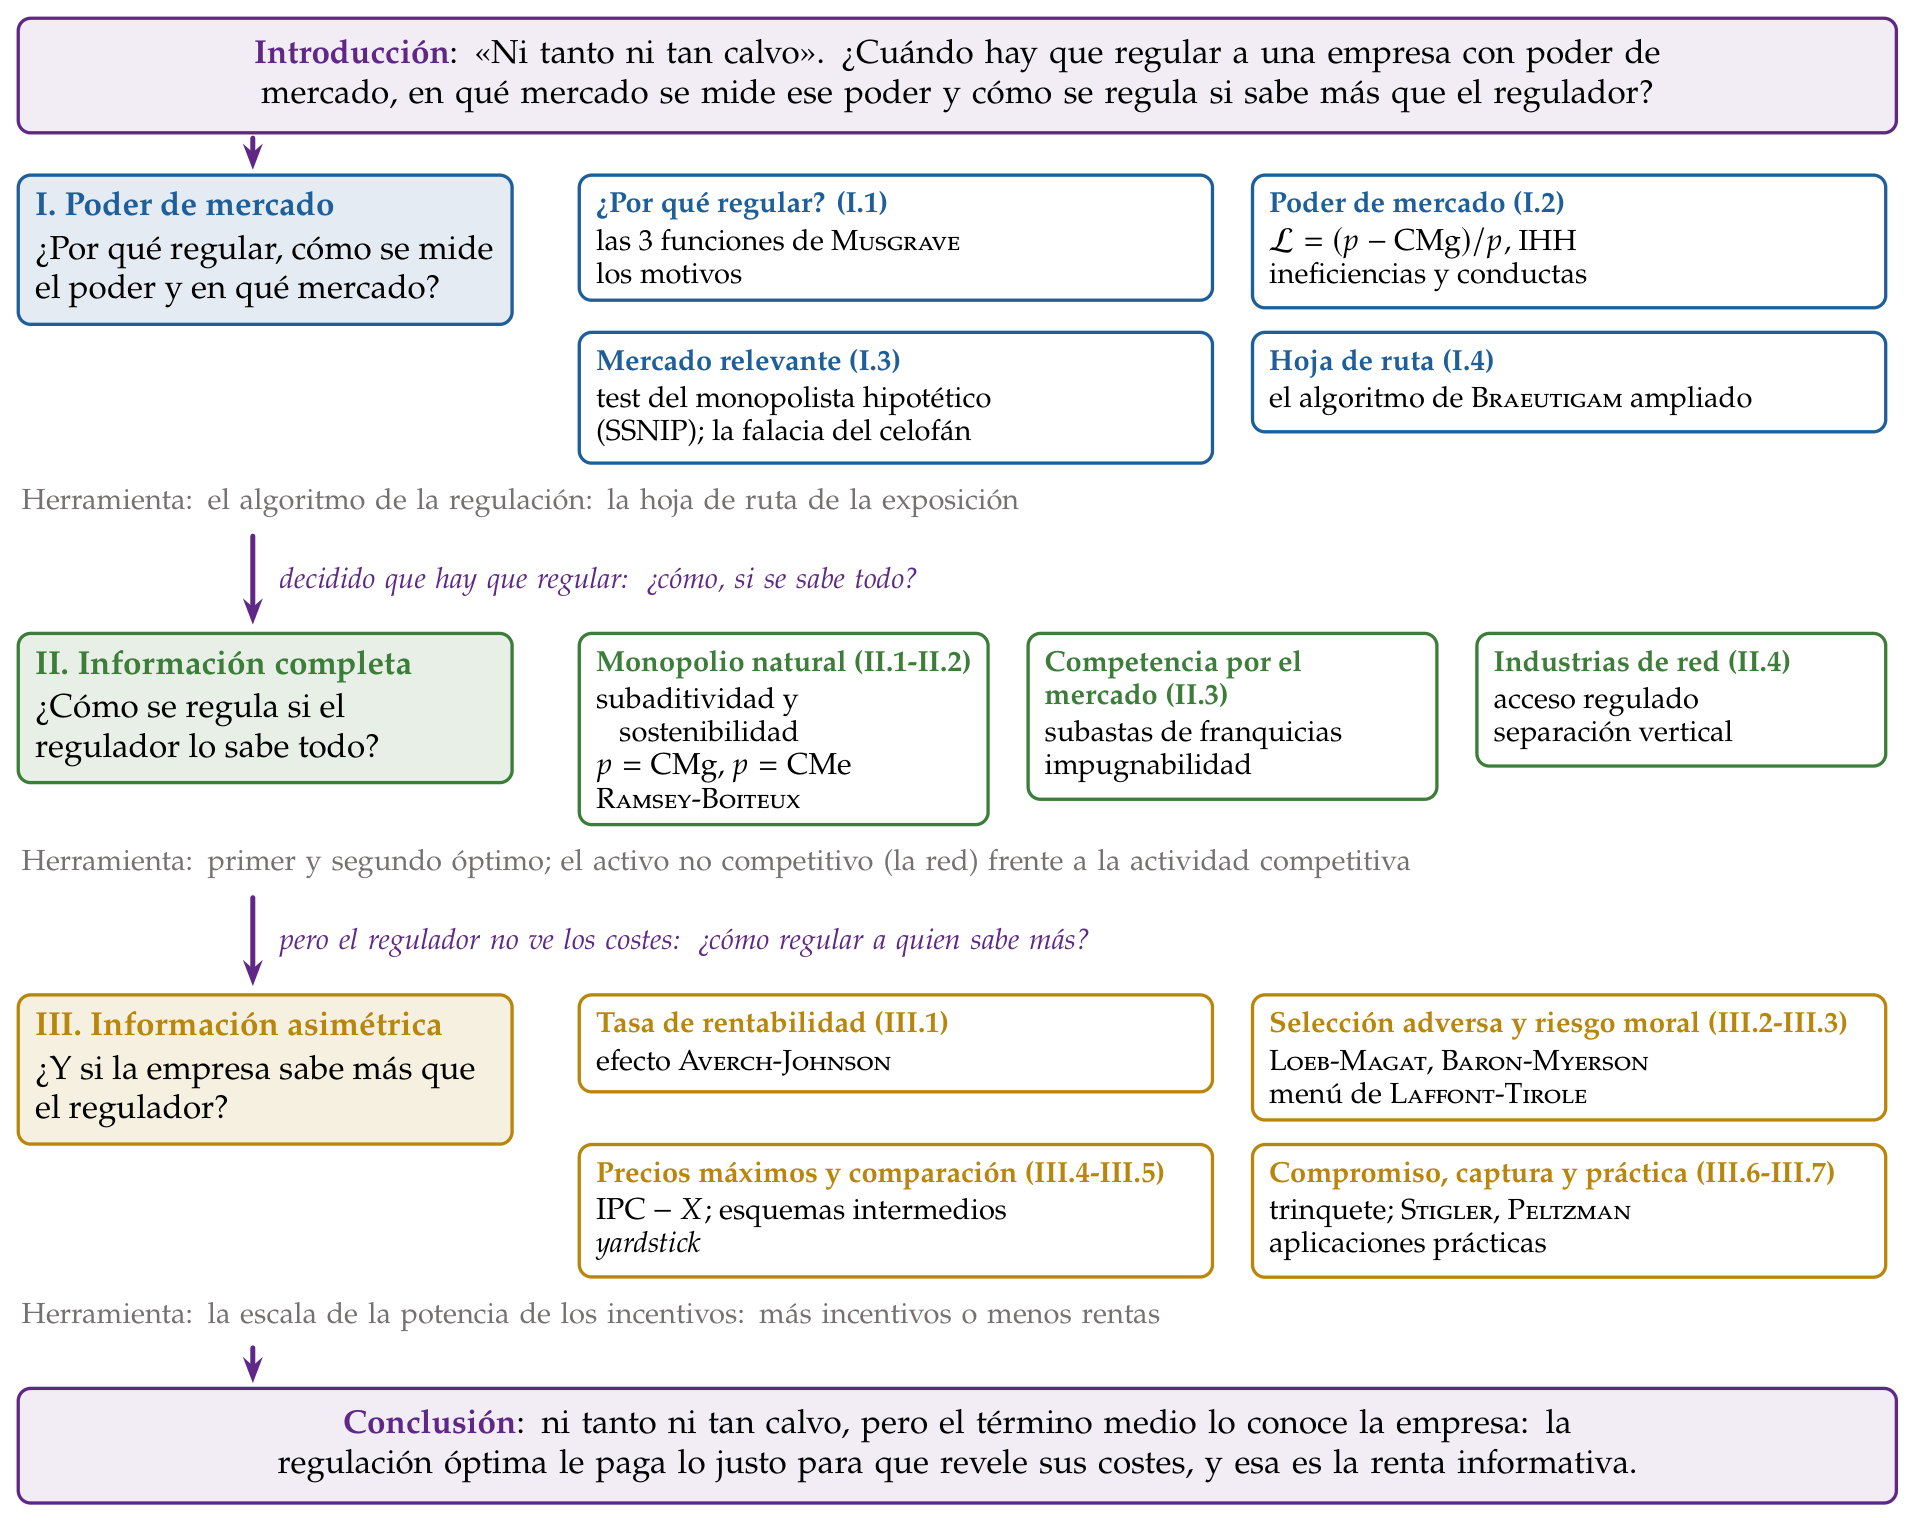 Introducción: «Ni tanto ni tan calvo». ¿Cuándo hay que regular a una empresa con poder de
mercado, en qué mercado se mide ese poder y cómo se regula si sabe más que el regulador?
I. Poder de mercado
¿Por qué regular, cómo se mide
el poder y en qué mercado?
¿Por qué regular? (I.1)
las 3 funciones de MUSGRAVE
los motivos
Poder de mercado (I.2)
ℒ = (p − CMg)/p, IHH
ineficiencias y conductas
Mercado relevante (I.3)
test del monopolista hipotético
(SSNIP); la falacia del celofán
Hoja de ruta (I.4)
el algoritmo de BRAEUTIGAM ampliado
Herramienta: el algoritmo de la regulación: la hoja de ruta de la exposición
decidido que hay que regular: ¿cómo, si se sabe todo?
II. Información completa
¿Cómo se regula si el
regulador lo sabe todo?
Monopolio natural (II.1-II.2)
subaditividad y
sostenibilidad
p = CMg, p = CMe
RAMSEY-BOITEUX
Competencia por el
mercado (II.3)
subastas de franquicias
impugnabilidad
Industrias de red (II.4)
acceso regulado
separación vertical
Herramienta: primer y segundo óptimo; el activo no competitivo (la red) frente a la actividad competitiva
pero el regulador no ve los costes: ¿cómo regular a quien sabe más?
III. Información asimétrica
¿Y si la empresa sabe más que
el regulador?
Tasa de rentabilidad (III.1)
efecto AVERCH-JOHNSON
Selección adversa y riesgo moral (III.2-III.3)
LOEB-MAGAT, BARON-MYERSON
menú de LAFFONT-TIROLE
Precios máximos y comparación (III.4-III.5)
IPC − X; esquemas intermedios
yardstick
Compromiso, captura y práctica (III.6-III.7)
trinquete; STIGLER, PELTZMAN
aplicaciones prácticas
Herramienta: la escala de la potencia de los incentivos: más incentivos o menos rentas
Conclusión: ni tanto ni tan calvo, pero el término medio lo conoce la empresa: la
regulación óptima le paga lo justo para que revele sus costes, y esa es la renta informativa.